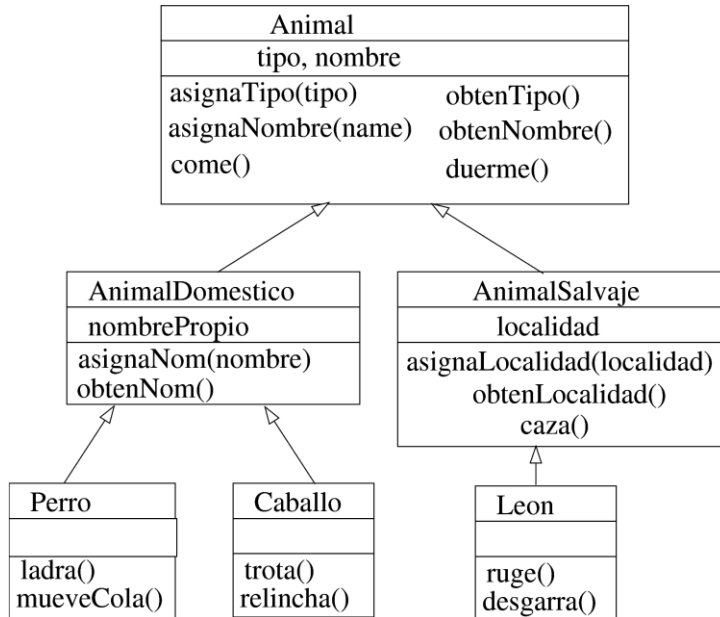 Animal
tipo, nombre
asignaTipo(tipo) obtenTipo()
asignaNombre(name) obtenNombre()
come() duerme()
AnimalDomestico
nombrePropio
asignaNom(nombre)
obtenNom()
AnimalSalvaje
localidad
asignaLocalidad(localidad)
obtenLocalidad()
caza()
Perro
ladra()
mueveCola()
Caballo
trota()
relincha()
Leon
ruge()
desgarra()